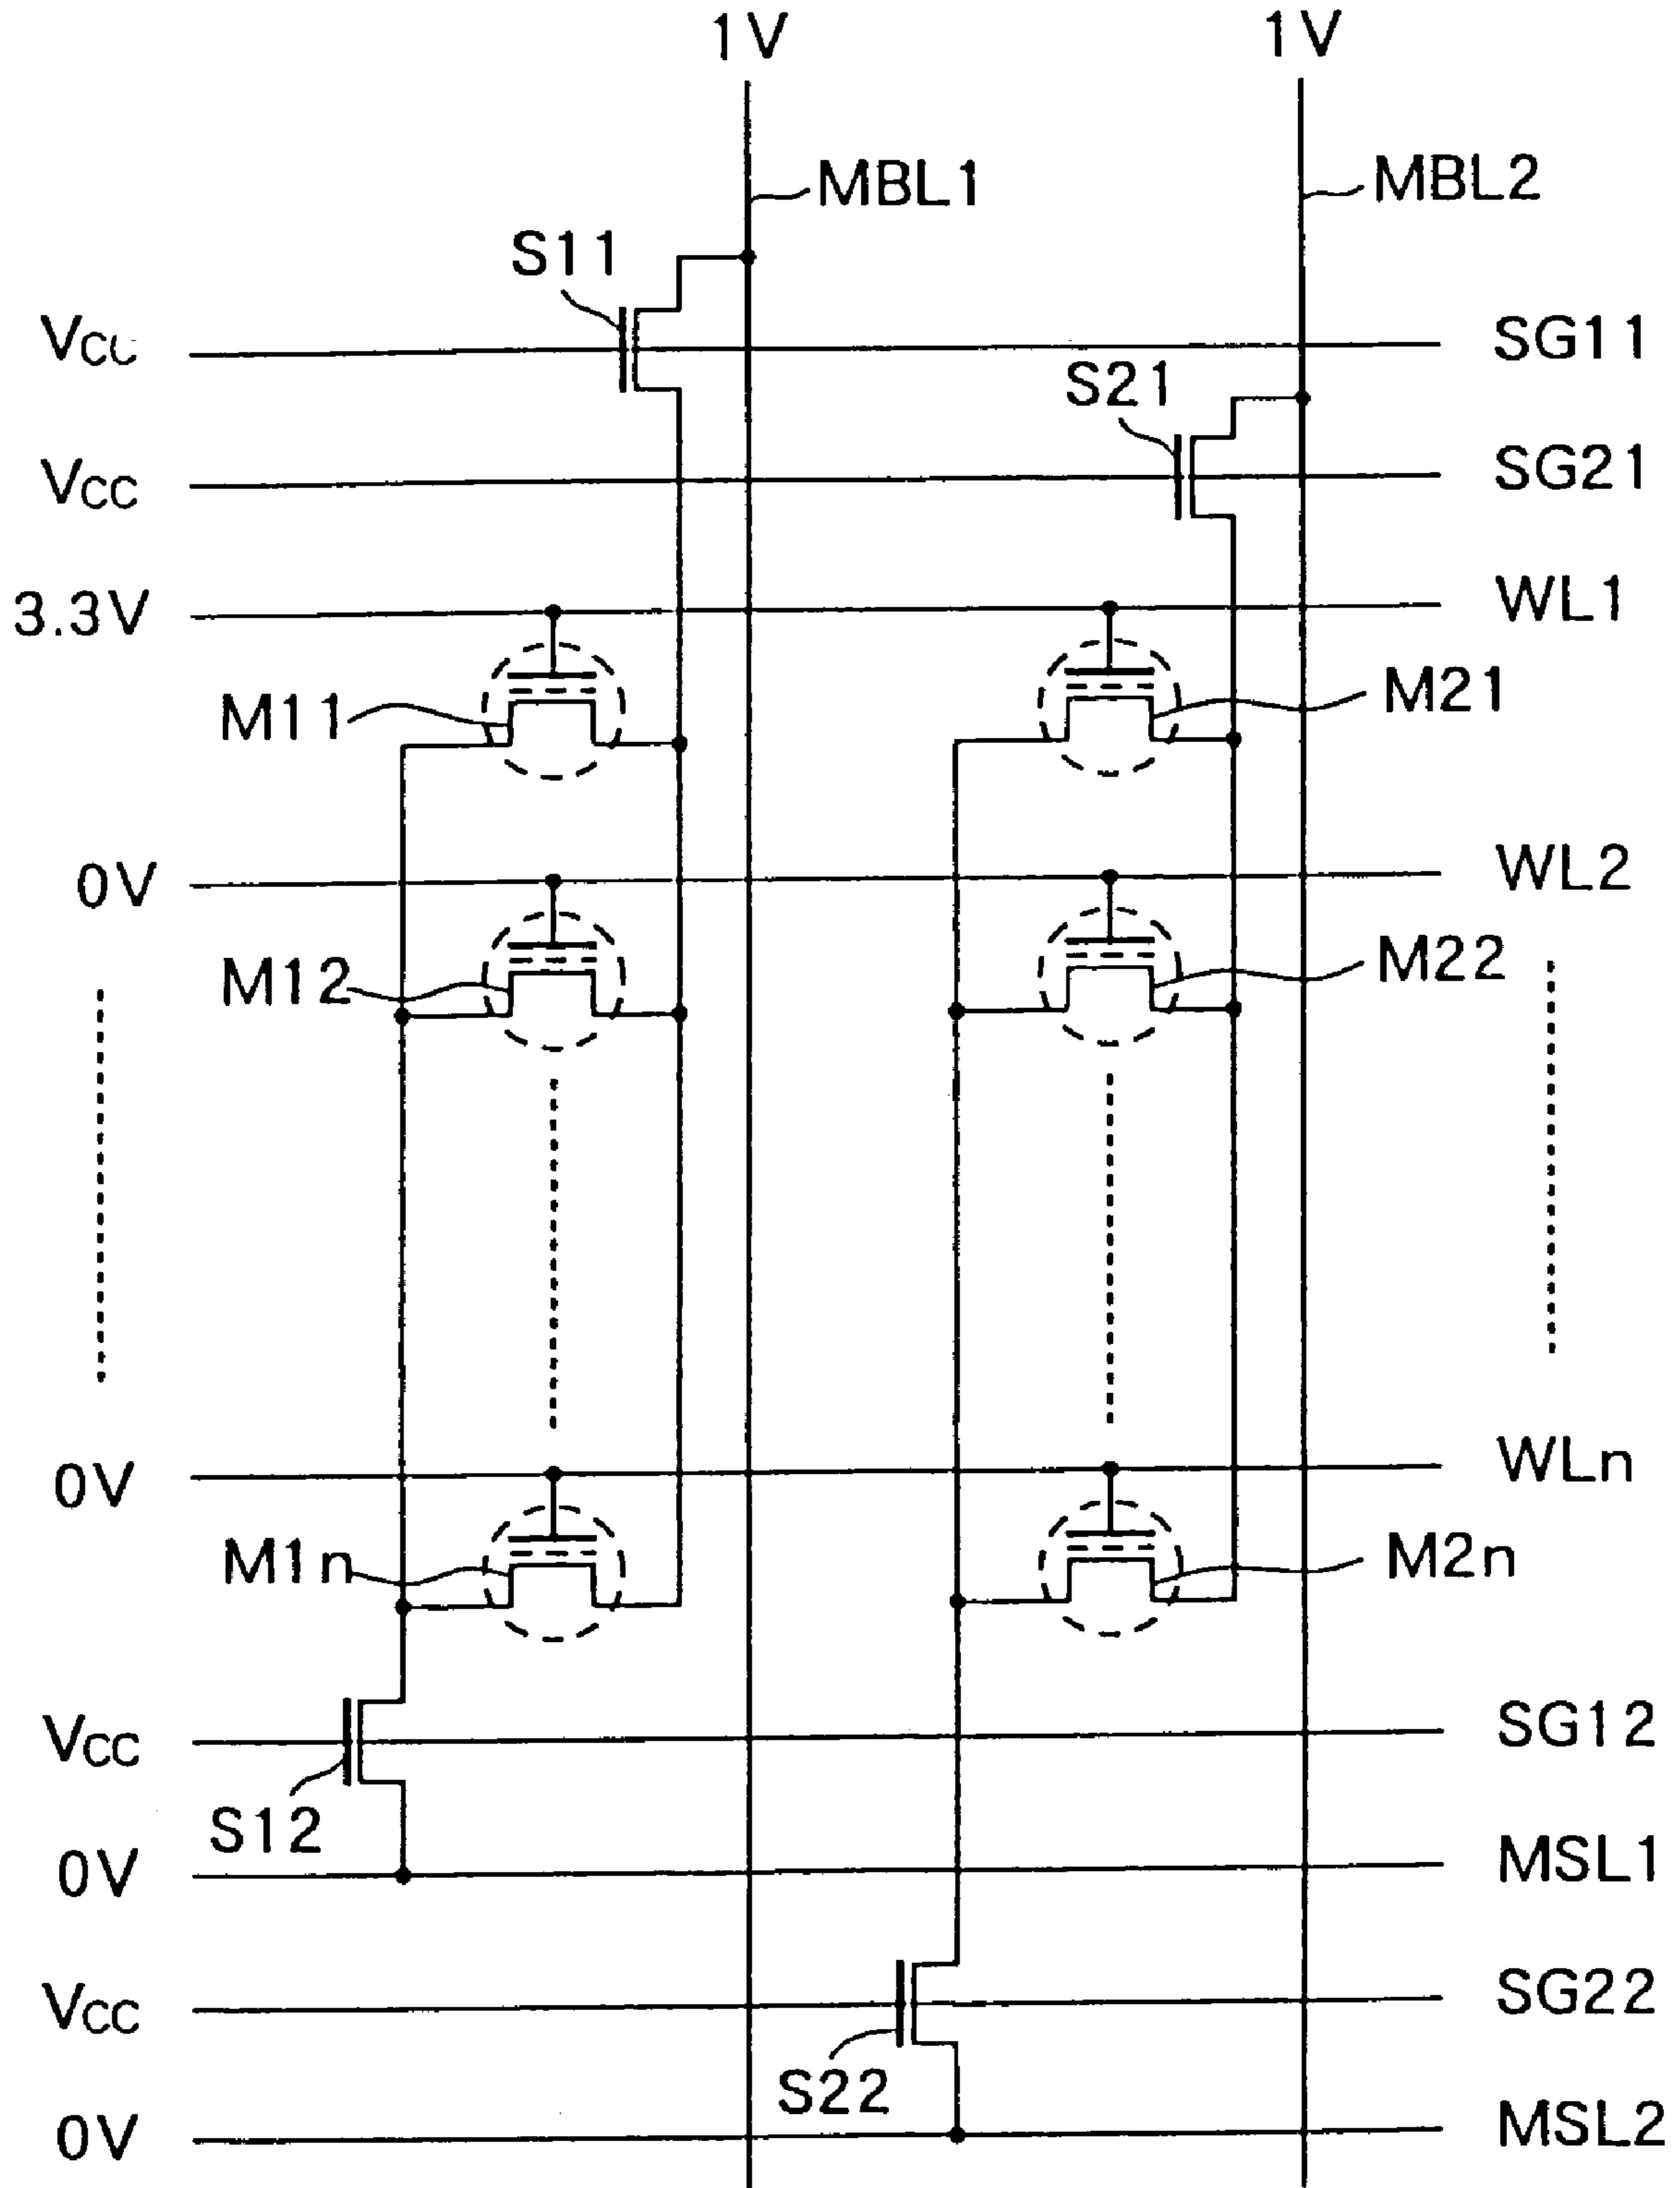 1V 1V
MBL1 MBL2
S11
VCC SG11
S21
VCC SG21
3.3V WL1
M11 M21
0V WL2
M12 M22
0V WLn
M1n M2n
VCC SG12
S12
0V MSL1
VCC SG22
S22
0V MSL2